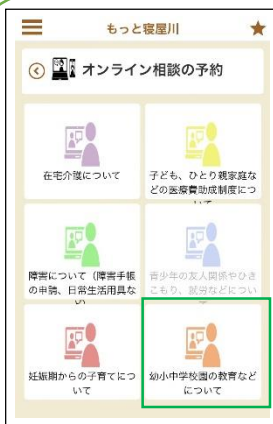 もっと寝屋川
オンライン相談の予約
在宅介護について
子ども、ひとり親家庭な
どの医療費助成制度につ
いて
障害について（障害手帳
の申請、日常生活用具な
ど）
青少年の友人関係やひき
こもり、就労などについ
妊娠期からの子育てにつ
いて
幼小中学校園の教育など
について